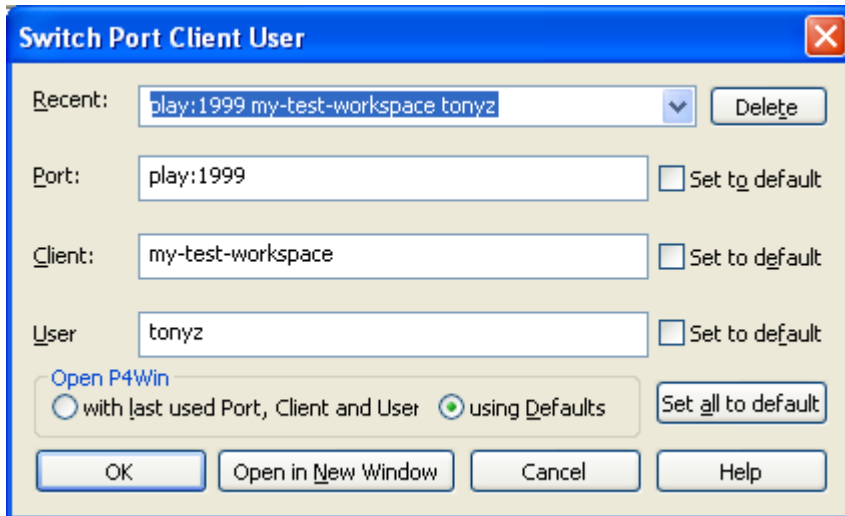 Switch Port Client User
Recent: play:1999 my-test-workspace tonyz Delete
Port: play:1999 Set to default
Client: my-test-workspace Set to default
User tonyz Set to default
Open P4Win
with last used Port, Client and User using Defaults Set all to default
OK Open in New Window Cancel Help